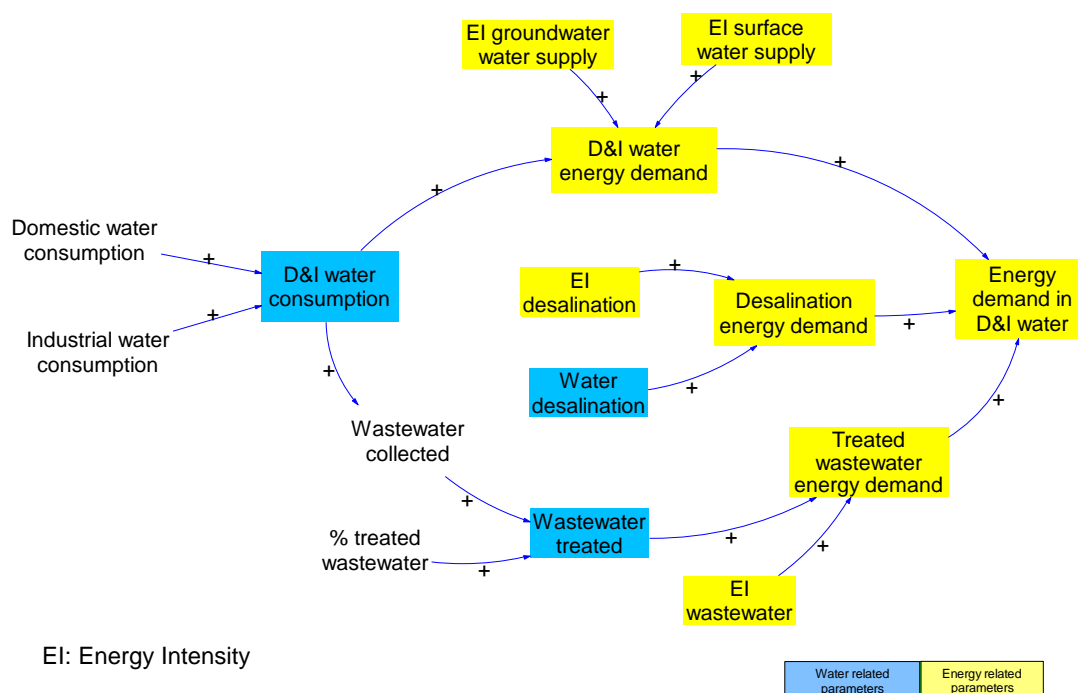 EI groundwater
water supply
EI surface
water supply
+
+
D&I water
energy demand
+
+
Domestic water
consumption
+
D&I water
consumption
+
Industrial water
consumption
EI
desalination
+
Desalination
energy demand
+
Energy
demand in
D&I water
Water
desalination
+
+
+
Wastewater
collected
Treated
wastewater
energy demand
+
% treated
wastewater
+
Wastewater
treated
+
+
EI
wastewater
EI: Energy Intensity
Water related
parameters
Energy related
parameters